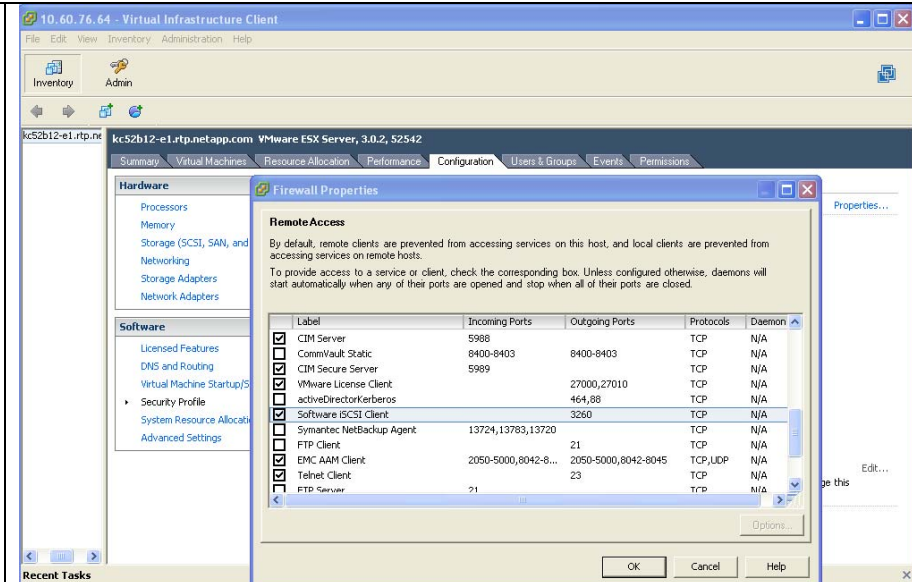 10.60.76.64 - Virtual Infrastructure Client
File Edit View Inventory Administration Help
Inventory Admin
kc52b12-e1.rtp.ne
kc52b12-e1.rtp.netapp.com VMware ESX Server, 3.0.2, 52542
Summary Virtual Machines Resource Allocation Performance Configuration Users & Groups Events Permissions
Hardware
Processors
Memory
Storage (SCSI, SAN, and
Networking
Storage Adapters
Network Adapters
Software
Licensed Features
DNS and Routing
Virtual Machine Startup/S
Security Profile
System Resource Allocati
Advanced Settings
Properties...
Firewall Properties
Remote Access
By default, remote clients are prevented from accessing services on this host, and local clients are prevented from
accessing services on remote hosts.
To provide access to a service or client, check the corresponding box. Unless configured otherwise, daemons will
start automatically when any of their ports are opened and stop when all of their ports are closed.
Label Incoming Ports Outgoing Ports Protocols Daemon
CIM Server 5988 TCP N/A
CommVault Static 8400-8403 8400-8403 TCP N/A
CIM Secure Server 5989 TCP N/A
VMware License Client 27000,27010 TCP N/A
activeDirectorKerberos 464,88 TCP N/A
Software iSCSI Client 3260 TCP N/A
Symantec NetBackup Agent 13724,13783,13720 TCP N/A
FTP Client 21 TCP N/A
EMC AAM Client 2050-5000,8042-8... 2050-5000,8042-8045 TCP,UDP N/A
Telnet Client 23 TCP N/A
FTP Server 21 TCP N/A
Options...
OK Cancel Help
Edit...
ge this
Recent Tasks